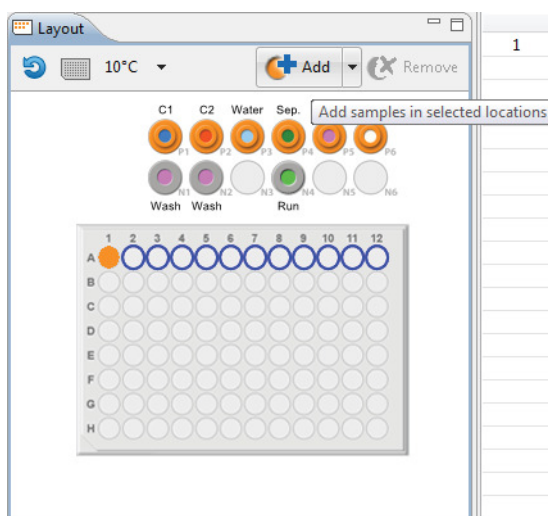 Layout
1
10°C Add Remove
C1 C2 Water Sep. Add samples in selected locations
P1 P2 P3 P4 P5 P6
N1 N2 N3 N4 N5 N6
Wash Wash Run
1 2 3 4 5 6 7 8 9 10 11 12
A
B
C
D
E
F
G
H